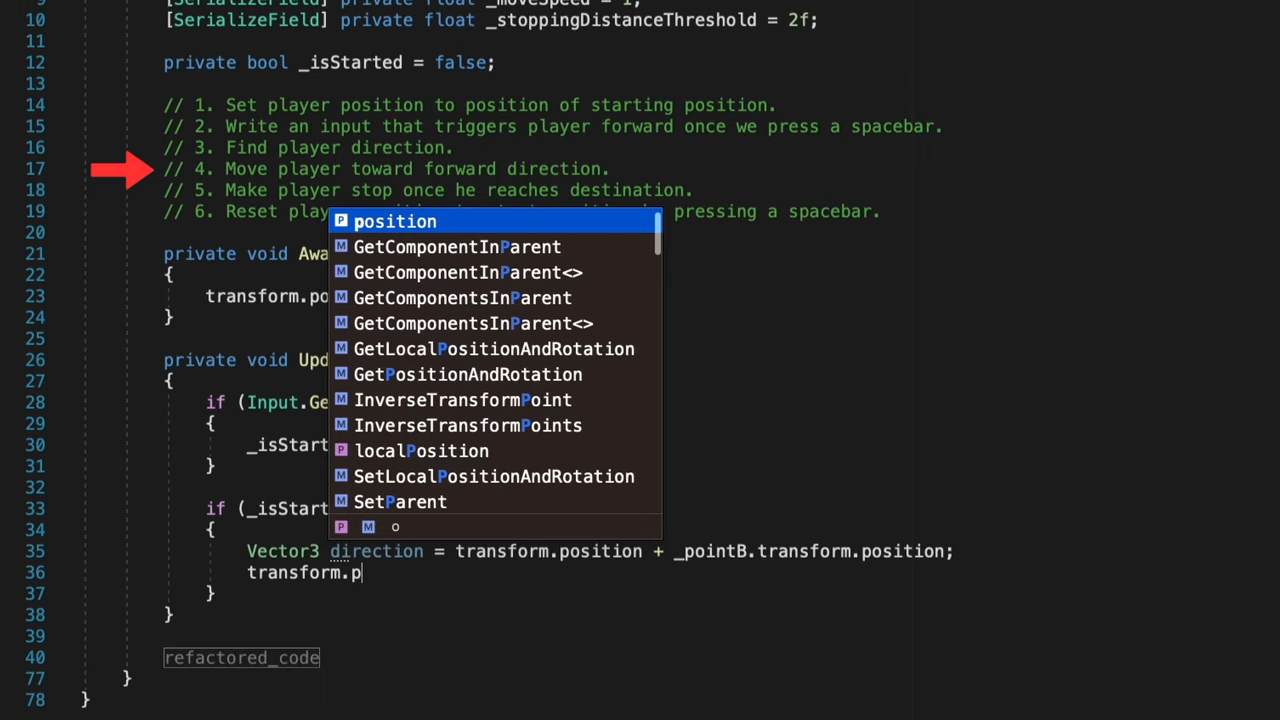 9 [SerializeField] private float _moveSpeed = 1;
10 [SerializeField] private float _stoppingDistanceThreshold = 2f;
11
12 private bool _isStarted = false;
13
14 // 1. Set player position to position of starting position.
15 // 2. Write an input that triggers player forward once we press a spacebar.
16 // 3. Find player direction.
17 // 4. Move player toward forward direction.
18 // 5. Make player stop once he reaches destination.
19 // 6. Reset play pressing a spacebar.
20
21 private void Awa
22 {
23 transform.po
24 }
25
26 private void Upd
27 {
28 if (Input.Ge
29 {
30 _isStart
31 }
32
33 if (_isStart
34 {
35 Vector3 direction = transform.position + _pointB.transform.position;
36 transform.p
37 }
38 }
39
40 refactored_code
77 }
78 }
P position
M GetComponentInParent
M GetComponentInParent<>
M GetComponentsInParent
M GetComponentsInParent<>
M GetLocalPositionAndRotation
M GetPositionAndRotation
M InverseTransformPoint
M InverseTransformPoints
P localPosition
M SetLocalPositionAndRotation
M SetParent
P M